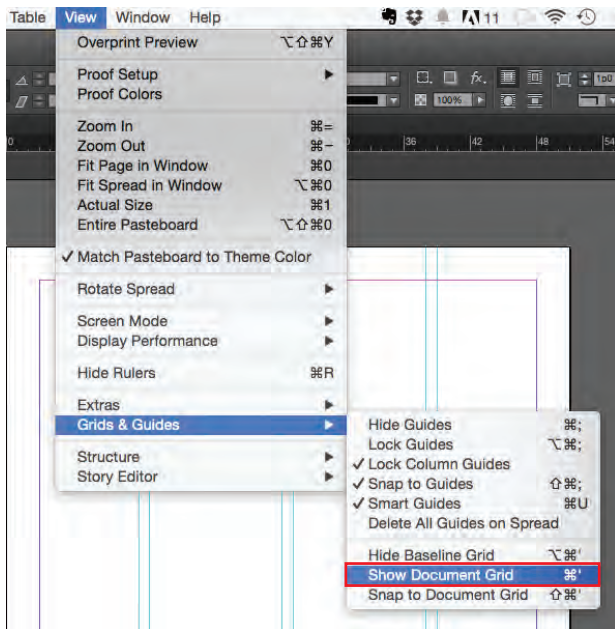 Table View Window Help 11
Overprint Preview ⌥⇧⌘Y
Proof Setup ▶
Proof Colors
fx.
1p0
100%
Zoom In ⌘=
Zoom Out ⌘−
0 36 42 48 54
Fit Page in Window ⌘0
Fit Spread in Window ⌥⌘0
Actual Size ⌘1
Entire Pasteboard ⌥⇧⌘0
✓ Match Pasteboard to Theme Color
Rotate Spread ▶
Screen Mode ▶
Display Performance ▶
Hide Rulers ⌘R
Extras ▶
Grids & Guides ▶
Structure ▶
Story Editor ▶
Hide Guides ⌘;
Lock Guides ⌥⌘;
✓ Lock Column Guides
✓ Snap to Guides ⇧⌘;
✓ Smart Guides ⌘U
Delete All Guides on Spread
Hide Baseline Grid ⌥⌘'
Show Document Grid ⌘'
Snap to Document Grid ⇧⌘'